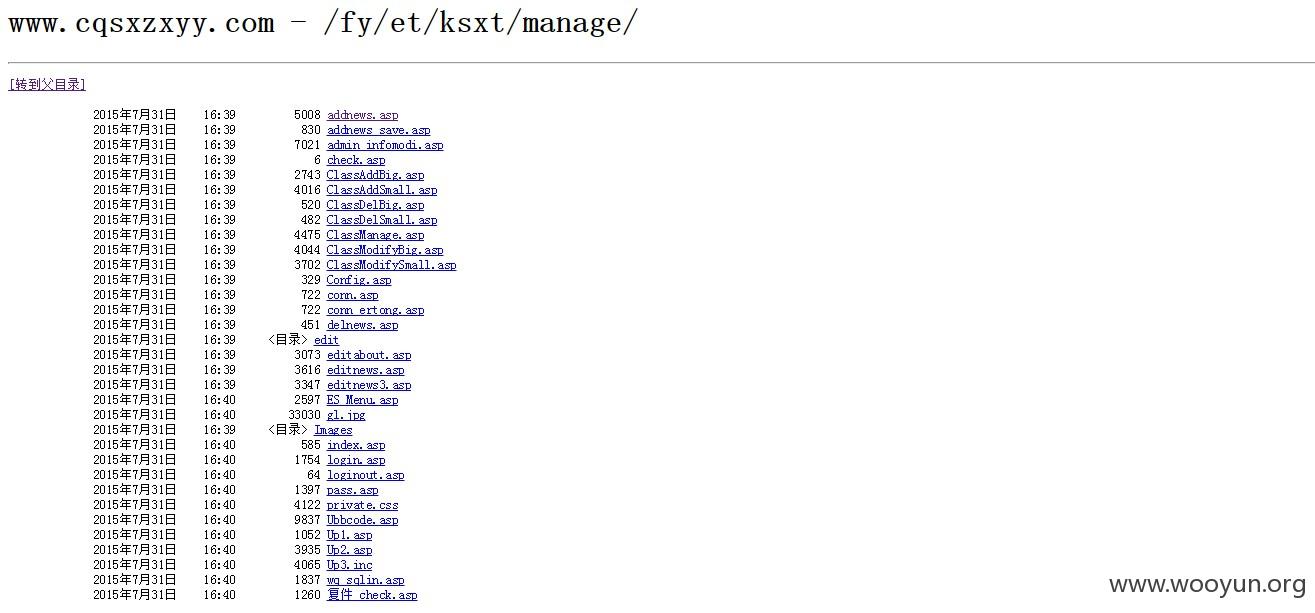 www.cqsxzxyy.com - /fy/et/ksxt/manage/
[转到父目录]
2015年7月31日 16:39 5008 addnews.asp
2015年7月31日 16:39 830 addnews_save.asp
2015年7月31日 16:39 7021 admin_infomodi.asp
2015年7月31日 16:39 6 check.asp
2015年7月31日 16:39 2743 ClassAddBig.asp
2015年7月31日 16:39 4016 ClassAddSmall.asp
2015年7月31日 16:39 520 ClassDelBig.asp
2015年7月31日 16:39 482 ClassDelSmall.asp
2015年7月31日 16:39 4475 ClassManage.asp
2015年7月31日 16:39 4044 ClassModifyBig.asp
2015年7月31日 16:39 3702 ClassModifySmall.asp
2015年7月31日 16:39 329 Config.asp
2015年7月31日 16:39 722 conn.asp
2015年7月31日 16:39 722 conn_ertong.asp
2015年7月31日 16:39 451 delnews.asp
2015年7月31日 16:39 <目录> edit
2015年7月31日 16:39 3073 editabout.asp
2015年7月31日 16:39 3616 editnews.asp
2015年7月31日 16:39 3347 editnews3.asp
2015年7月31日 16:40 2597 ES_Menu.asp
2015年7月31日 16:40 33030 gl.jpg
2015年7月31日 16:39 <目录> Images
2015年7月31日 16:40 585 index.asp
2015年7月31日 16:40 1754 login.asp
2015年7月31日 16:40 64 loginout.asp
2015年7月31日 16:40 1397 pass.asp
2015年7月31日 16:40 4122 private.css
2015年7月31日 16:40 9837 Ubbcode.asp
2015年7月31日 16:40 1052 Up1.asp
2015年7月31日 16:40 3935 Up2.asp
2015年7月31日 16:40 4065 Up3.inc
2015年7月31日 16:40 1837 wq_sqlin.asp
2015年7月31日 16:40 1260 复件 check.asp
www.wooyun.org